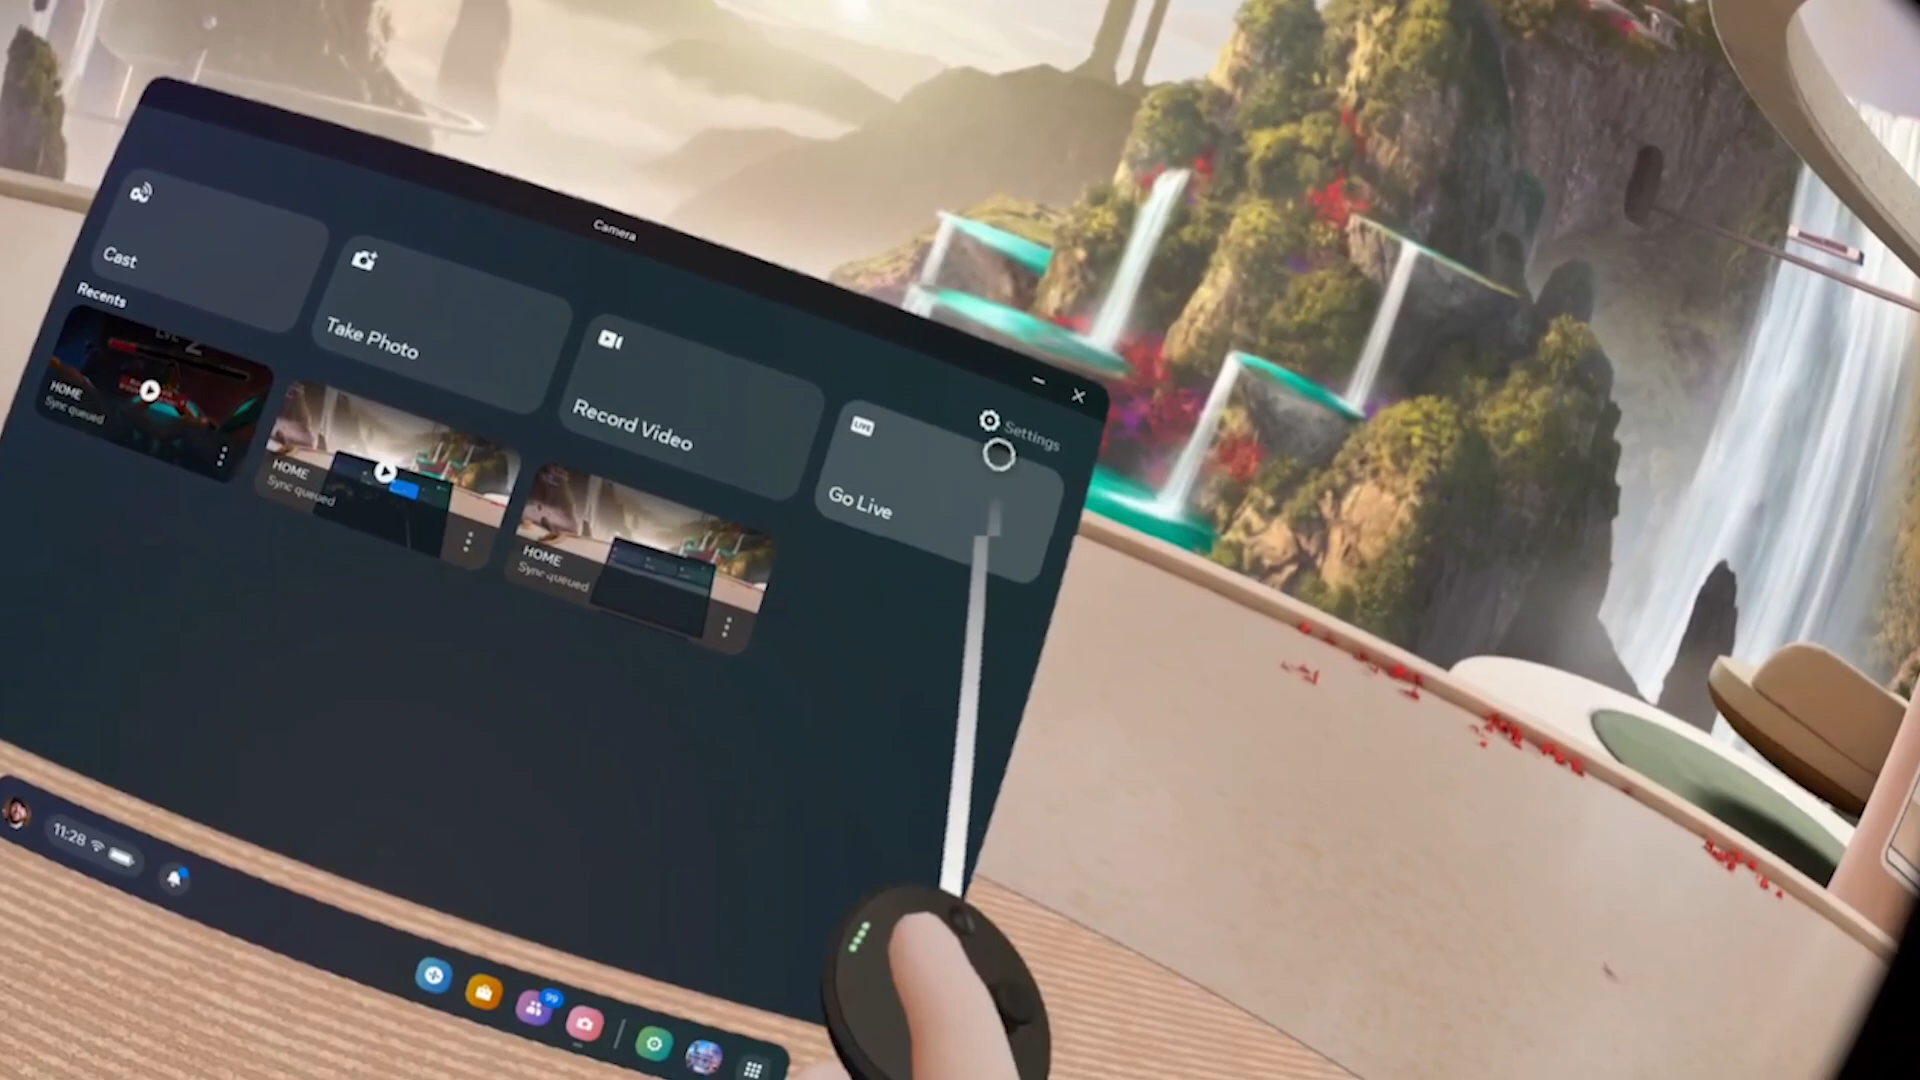 Camera
Cast
Take Photo
Record Video
LIVE
Go Live
Settings
Recents
HOME
Sync queued
HOME
Sync queued
HOME
Sync queued
11:28
99